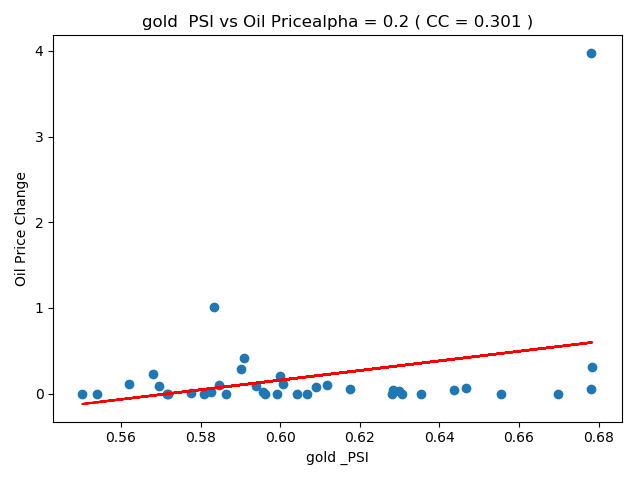 gold  PSI vs Oil Pricealpha = 0.2 ( CC = 0.301 )
Oil Price Change
4
3
2
1
0
0.56 0.58 0.60 0.62 0.64 0.66 0.68
gold _PSI